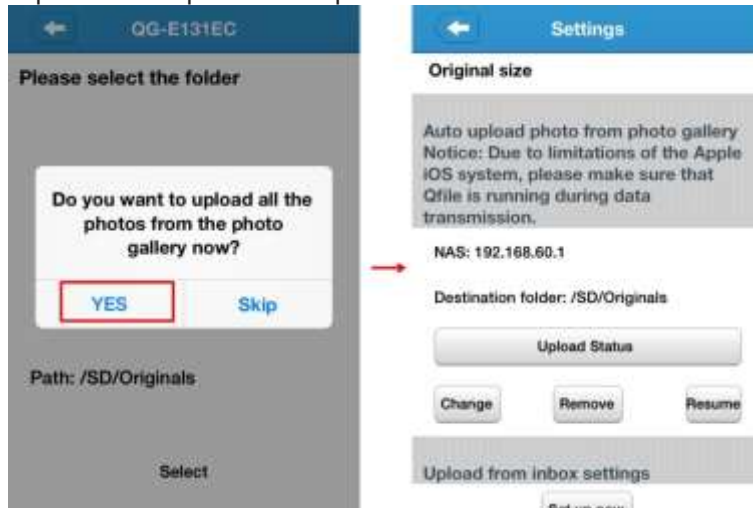 QG-E131EC
Please select the folder
Do you want to upload all the
photos from the photo
gallery now?
YES
Skip
Path: /SD/Originals
Select
Settings
Original size
Auto upload photo from photo gallery
Notice: Due to limitations of the Apple
iOS system, please make sure that
Qfile is running during data
transmission.
NAS: 192.168.60.1
Destination folder: /SD/Originals
Upload Status
Change
Remove
Resume
Upload from inbox settings
Set up now